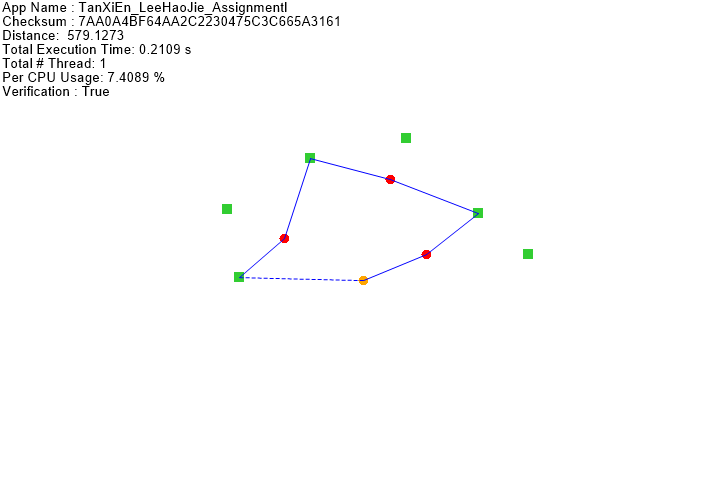 App Name : TanXiEn_LeeHaoJie_AssignmentI
Checksum : 7AA0A4BF64AA2C2230475C3C665A3161
Distance:  579.1273
Total Execution Time: 0.2109 s
Total # Thread: 1
Per CPU Usage: 7.4089 %
Verification : True